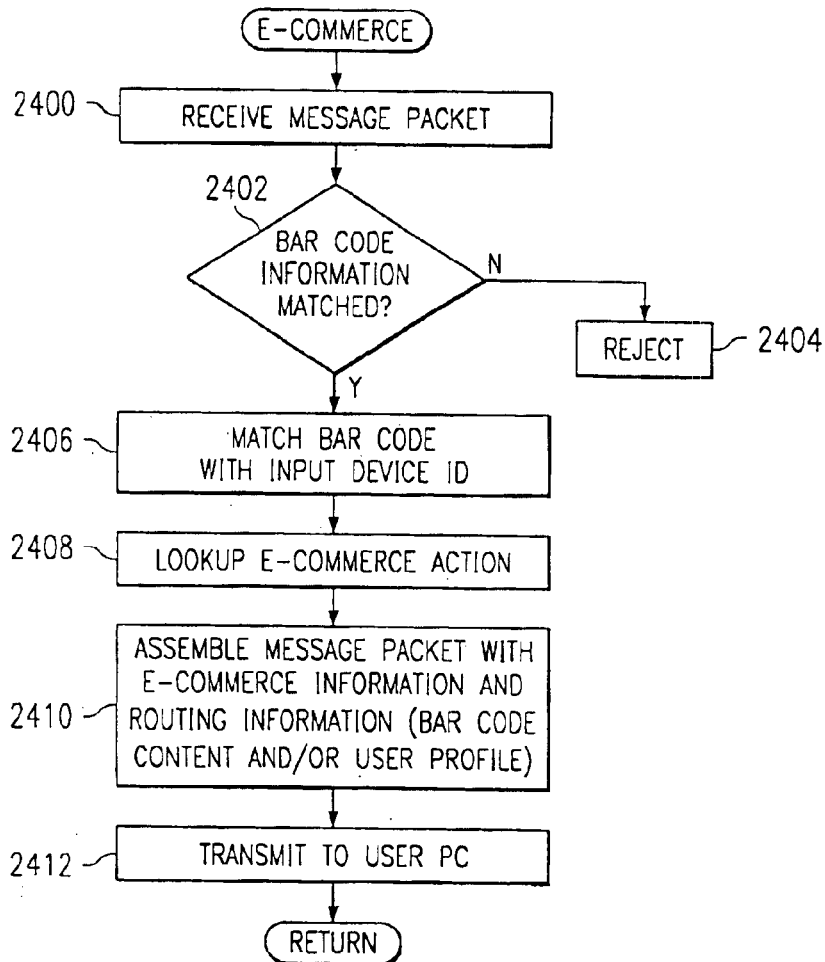 E-COMMERCE
2400
RECEIVE MESSAGE PACKET
2402
BAR CODE
INFORMATION
MATCHED?
N
REJECT
2404
Y
2406
MATCH BAR CODE
WITH INPUT DEVICE ID
2408
LOOKUP E-COMMERCE ACTION
2410
ASSEMBLE MESSAGE PACKET WITH
E-COMMERCE INFORMATION AND
ROUTING INFORMATION (BAR CODE
CONTENT AND/OR USER PROFILE)
2412
TRANSMIT TO USER PC
RETURN